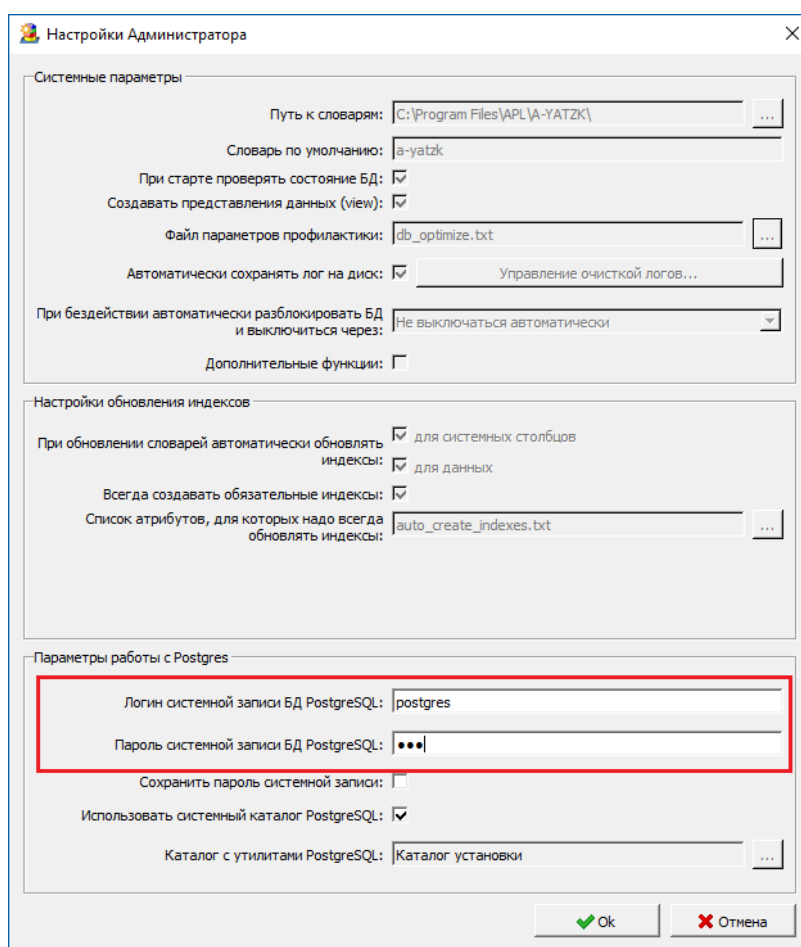 Настройки Администратора
Системные параметры
Путь к словарям: C:\Program Files\APL\A-YATZK\ ...
Словарь по умолчанию: a-yatzk
При старте проверять состояние БД:
Создавать представления данных (view):
Файл параметров профилактики: db_optimize.txt ...
Автоматически сохранять лог на диск: Управление очисткой логов...
При бездействии автоматически разблокировать БД
и выключиться через: Не выключаться автоматически
Дополнительные функции:
Настройки обновления индексов
При обновлении словарей автоматически обновлять
индексы:
для системных столбцов
для данных
Всегда создавать обязательные индексы:
Список атрибутов, для которых надо всегда
обновлять индексы:
auto_create_indexes.txt ...
Параметры работы с Postgres
Логин системной записи БД PostgreSQL: postgres
Пароль системной записи БД PostgreSQL: •••
Сохранить пароль системной записи:
Использовать системный каталог PostgreSQL:
Каталог с утилитами PostgreSQL: Каталог установки ...
Ok Отмена